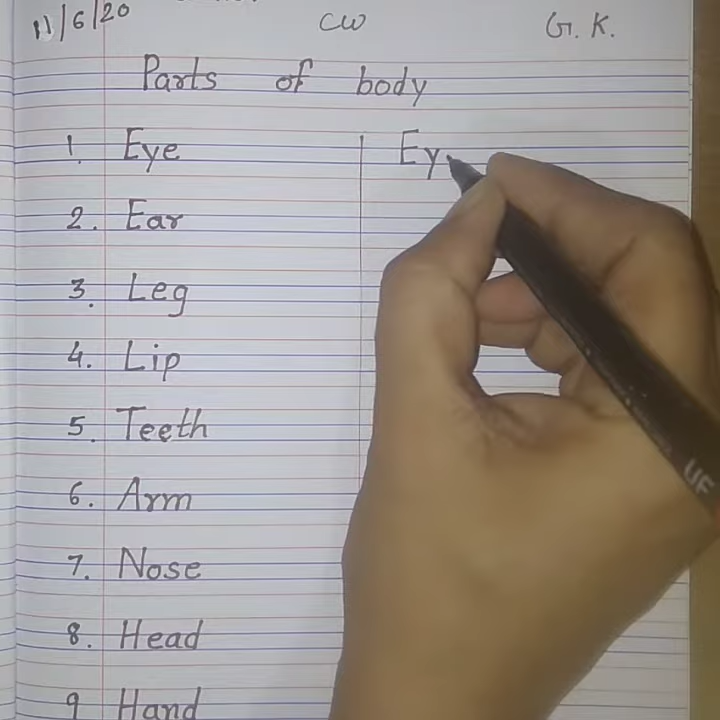 11/6/20 CW G.K.
Parts of body
1. Eye Ey
2. Ear
3. Leg
4. Lip
5. Teeth
6. Arm
7. Nose
8. Head
9 Hand
UF